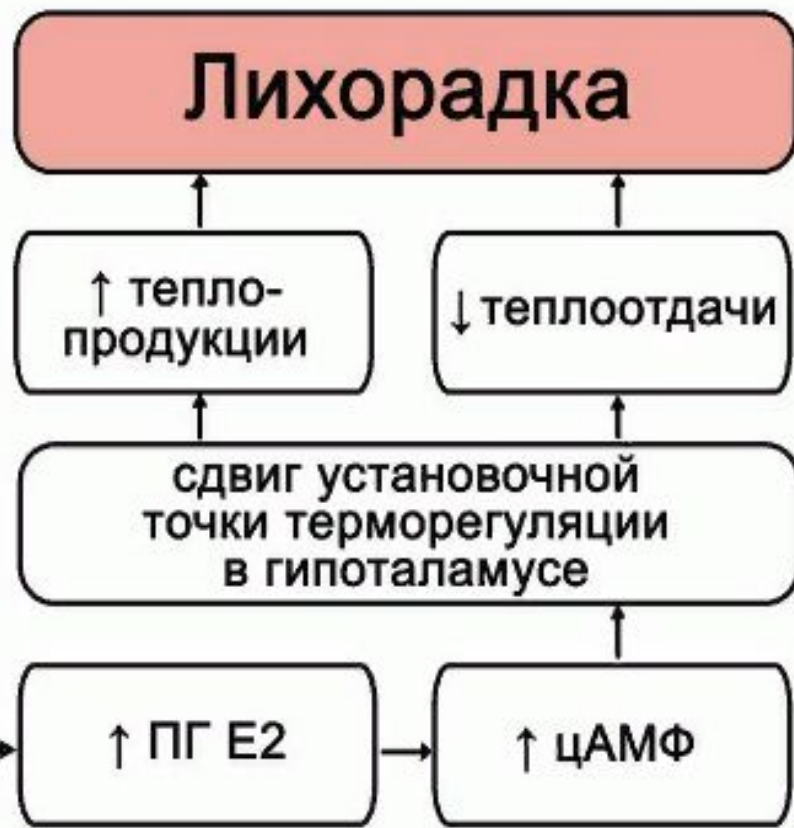 Лихорадка
↑ тепло-
продукции
↓ теплоотдачи
сдвиг установочной
точки терморегуляции
в гипоталамусе
↑ ПГ Е2
↑ цАМФ